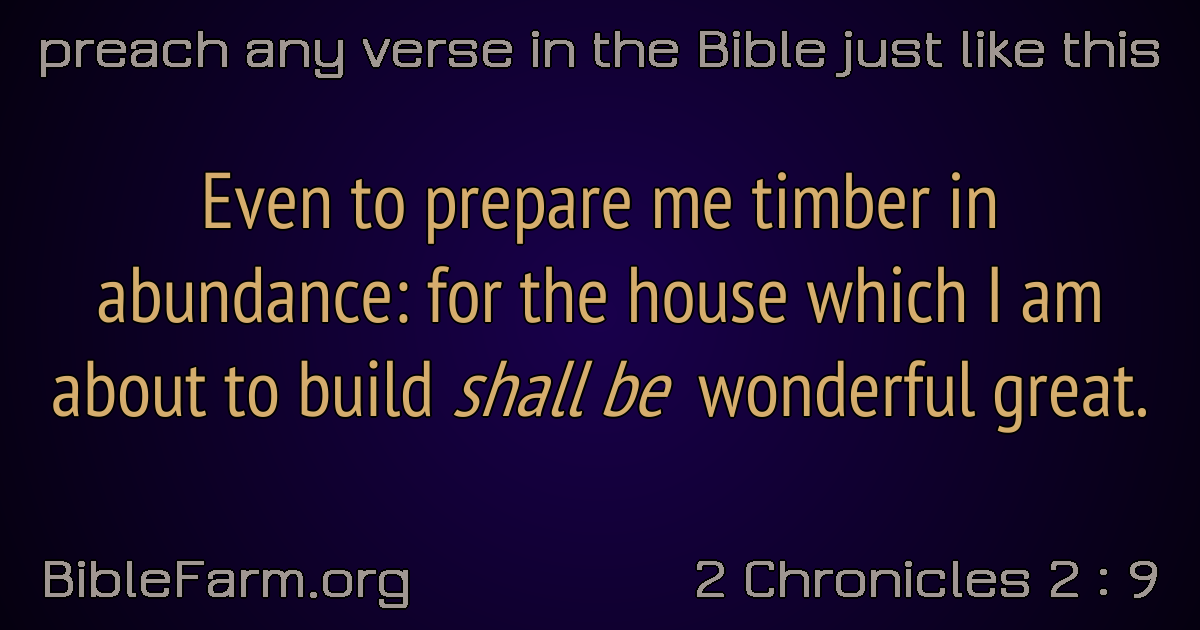 preach any verse in the Bible just like this
Even to prepare me timber in
abundance: for the house which I am
about to build shall be wonderful great.
BibleFarm.org
2 Chronicles 2 : 9